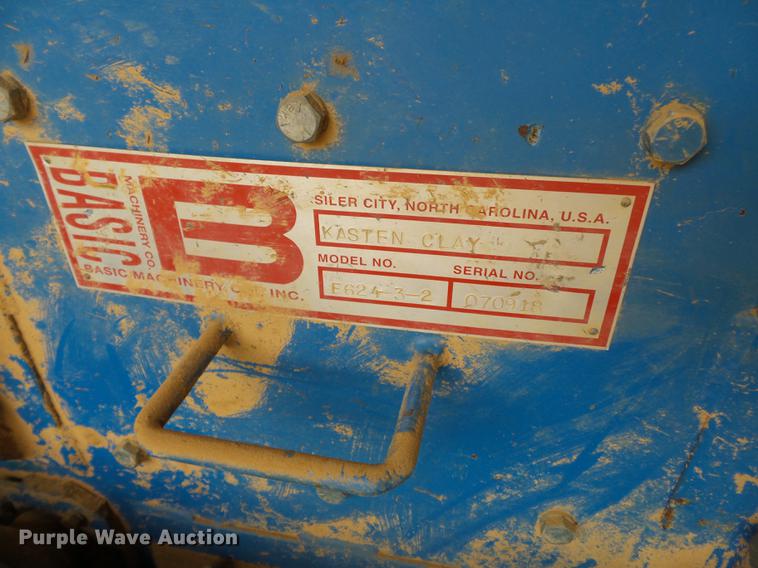 BASIC
MACHINERY CO.
B
BASIC MACHINERY CO., INC.
SILER CITY, NORTH CAROLINA, U.S.A.
KASTEN CLAY
MODEL NO.
SERIAL NO.
F624-3-2
070918
Purple Wave Auction